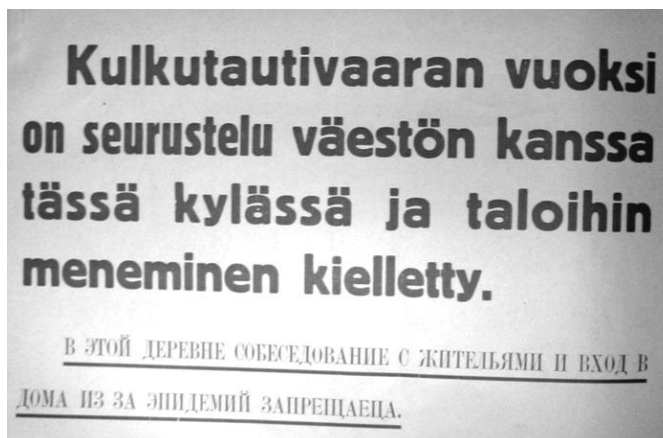 Kulkutautivaaran vuoksi
on seurustelu väestön kanssa
tässä kylässä ja taloihin
meneminen kielletty.
В ЭТОЙ ДЕРЕВНЕ СОБЕСЕДОВАНИЕ С ЖИТЕЛЬЯМИ И ВХОД В
ДОМА ИЗ ЗА ЭПИДЕМИЙ ЗАПРЕЩАЕЦА.